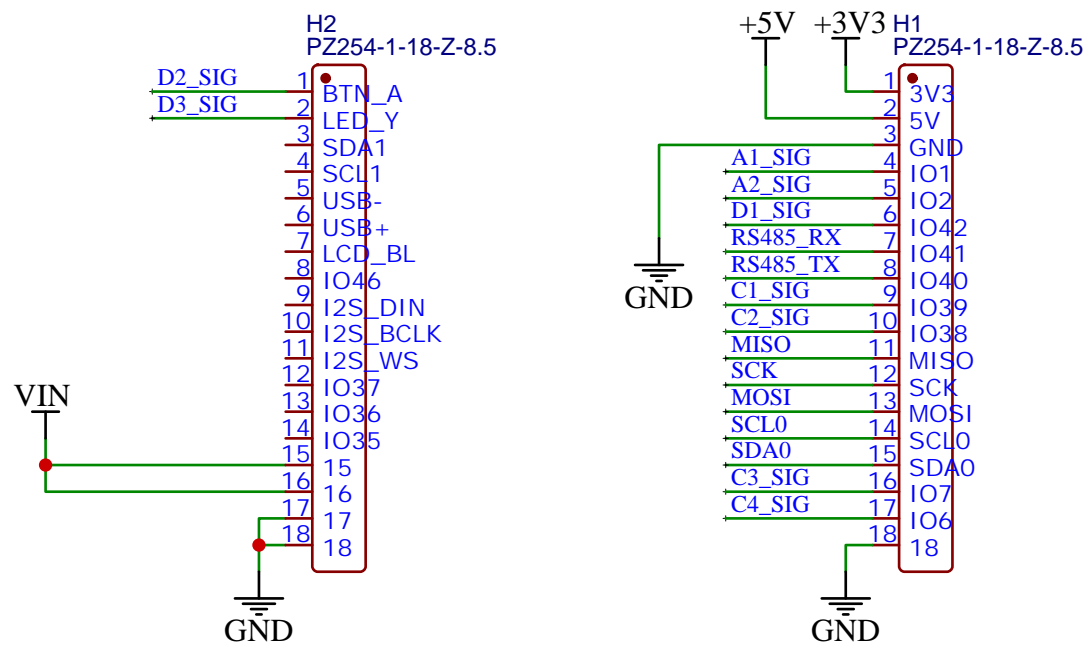 H2
PZ254-1-18-Z-8.5
D2_SIG 1 BTN_A
D3_SIG 2 LED_Y
3 SDA1
4 SCL1
5 USB-
6 USB+
7 LCD_BL
8 IO46
9 I2S_DIN
10 I2S_BCLK
11 I2S_WS
12 IO37
13 IO36
14 IO35
VIN
15 15
16 16
17 17
18 18
GND
+5V +3V3 H1
PZ254-1-18-Z-8.5
1 3V3
2 5V
3 GND
A1_SIG 4 IO1
A2_SIG 5 IO2
D1_SIG 6 IO42
RS485_RX 7 IO41
RS485_TX 8 IO40
GND
C1_SIG 9 IO39
C2_SIG 10 IO38
MISO 11 MISO
SCK 12 SCK
MOSI 13 MOSI
SCL0 14 SCL0
SDA0 15 SDA0
C3_SIG 16 IO7
C4_SIG 17 IO6
18 18
GND